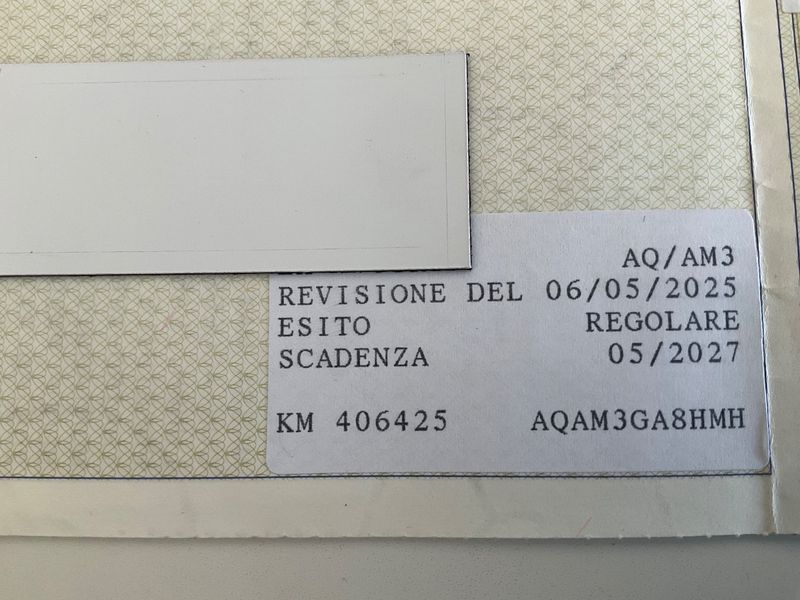 AQ/AM3
REVISIONE DEL 06/05/2025
ESITO REGOLARE
SCADENZA 05/2027
KM 406425 AQAM3GA8HMH